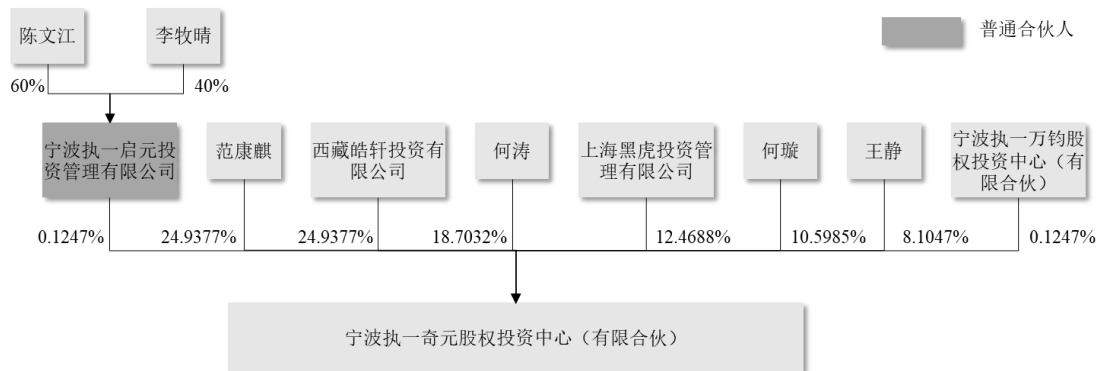 陈文江
李牧晴
普通合伙人
60%
40%
宁波执一启元投
资管理有限公司
范康麒
西藏皓轩投资有
限公司
何涛
上海黑虎投资管
理有限公司
何璇
王静
宁波执一万钧股
权投资中心（有
限合伙）
0.1247%
24.9377%
24.9377%
18.7032%
12.4688%
10.5985%
8.1047%
0.1247%
宁波执一奇元股权投资中心（有限合伙）